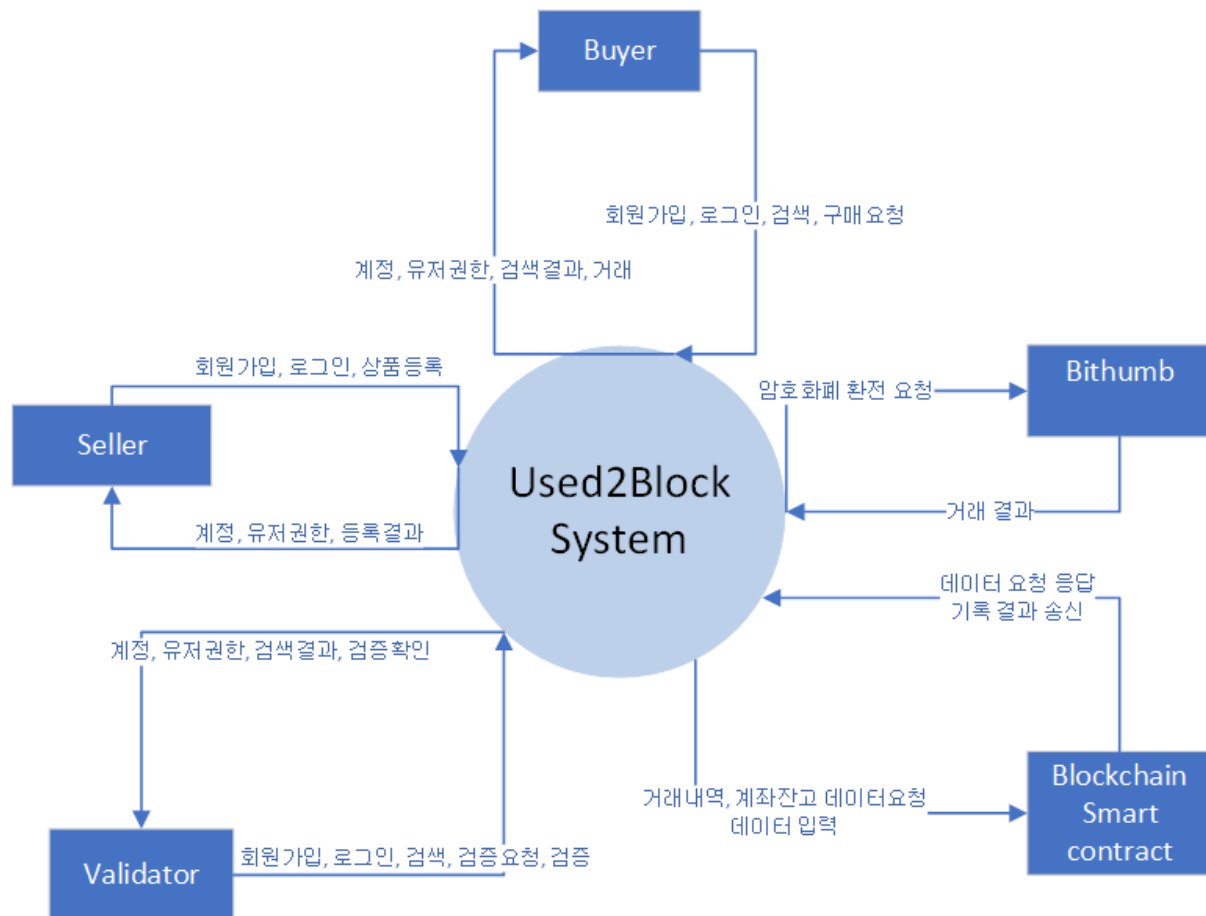 Buyer
회원가입, 로그인, 검색, 구매요청
계정, 유저권한, 검색결과, 거래
회원가입, 로그인, 상품등록
Seller
계정, 유저권한, 등록결과
Used2Block
System
암호화폐 환전 요청
Bithumb
거래 결과
데이터 요청 응답
기록 결과 송신
계정, 유저권한, 검색결과, 검증확인
Validator
회원가입, 로그인, 검색, 검증요청, 검증
거래내역, 계좌잔고 데이터요청
데이터 입력
Blockchain
Smart
contract